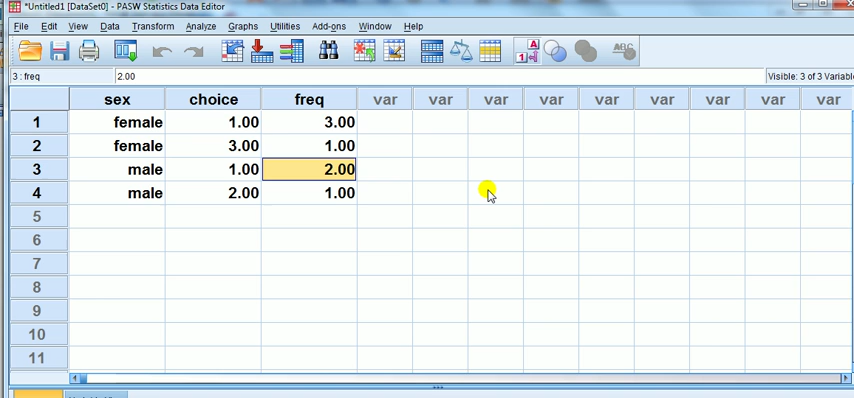 *Untitled1 [DataSet0] - PASW Statistics Data Editor
File Edit View Data Transform Analyze Graphs Utilities Add-ons Window Help
3 : freq 2.00 Visible: 3 of 3 Variable
sex choice freq var var var var var var var var var
1 female 1.00 3.00
2 female 3.00 1.00
3 male 1.00 2.00
4 male 2.00 1.00
5
6
7
8
9
10
11